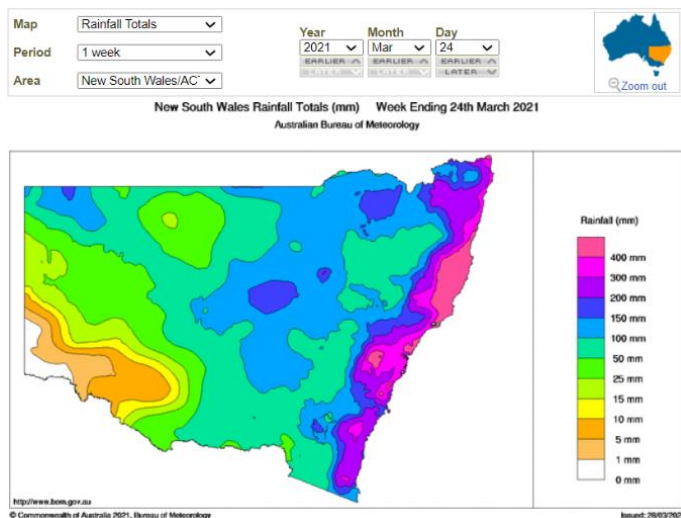 Map Rainfall Totals
Period 1 week
Area New South Wales/AC
Year Month Day
2021 Mar 24
EARLIER EARLIER EARLIER
LATER LATER LATER
Zoom out
New South Wales Rainfall Totals (mm) Week Ending 24th March 2021
Australian Bureau of Meteorology
Rainfall (mm)
400 mm
300 mm
200 mm
150 mm
100 mm
50 mm
25 mm
15 mm
10 mm
5 mm
1 mm
0 mm
http://www.bom.gov.au
© Commonwealth of Australia 2021, Bureau of Meteorology
Issued: 28/03/202